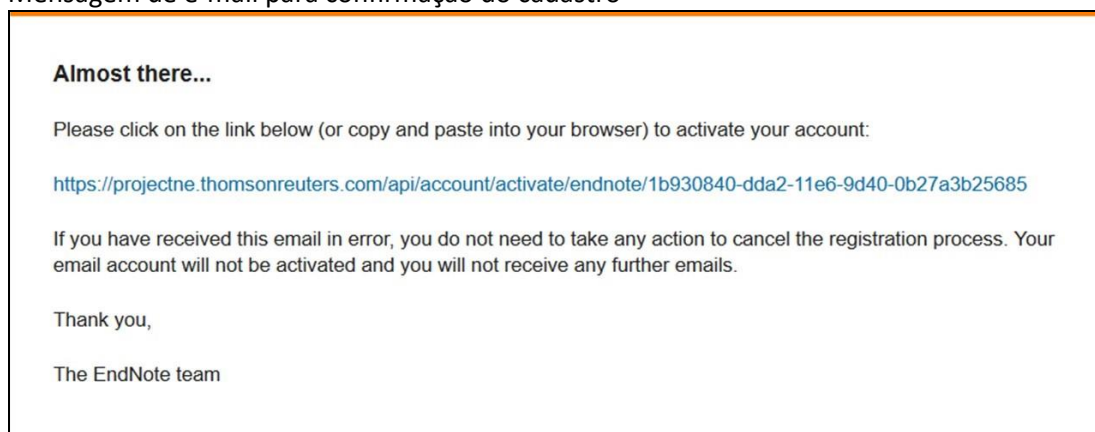 Mensagem de e-mail para confirmação do cadastro
Almost there...
Please click on the link below (or copy and paste into your browser) to activate your account:
https://projectne.thomsonreuters.com/api/account/activate/endnote/1b930840-dda2-11e6-9d40-0b27a3b25685
If you have received this email in error, you do not need to take any action to cancel the registration process. Your
email account will not be activated and you will not receive any further emails.
Thank you,
The EndNote team